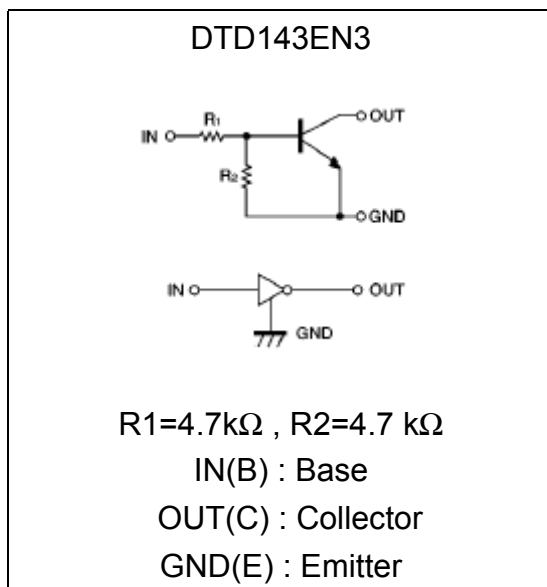 DTD143EN3
R1
OUT
IN
R2
GND
IN
OUT
GND
R1=4.7kΩ , R2=4.7 kΩ
IN(B) : Base
OUT(C) : Collector
GND(E) : Emitter